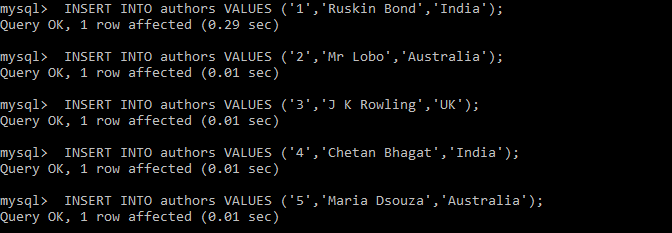 mysql>  INSERT INTO authors VALUES ('1','Ruskin Bond','India');
Query OK, 1 row affected (0.29 sec)
mysql>  INSERT INTO authors VALUES ('2','Mr Lobo','Australia');
Query OK, 1 row affected (0.01 sec)
mysql>  INSERT INTO authors VALUES ('3','J K Rowling','UK');
Query OK, 1 row affected (0.01 sec)
mysql>  INSERT INTO authors VALUES ('4','Chetan Bhagat','India');
Query OK, 1 row affected (0.01 sec)
mysql>  INSERT INTO authors VALUES ('5','Maria Dsouza','Australia');
Query OK, 1 row affected (0.01 sec)